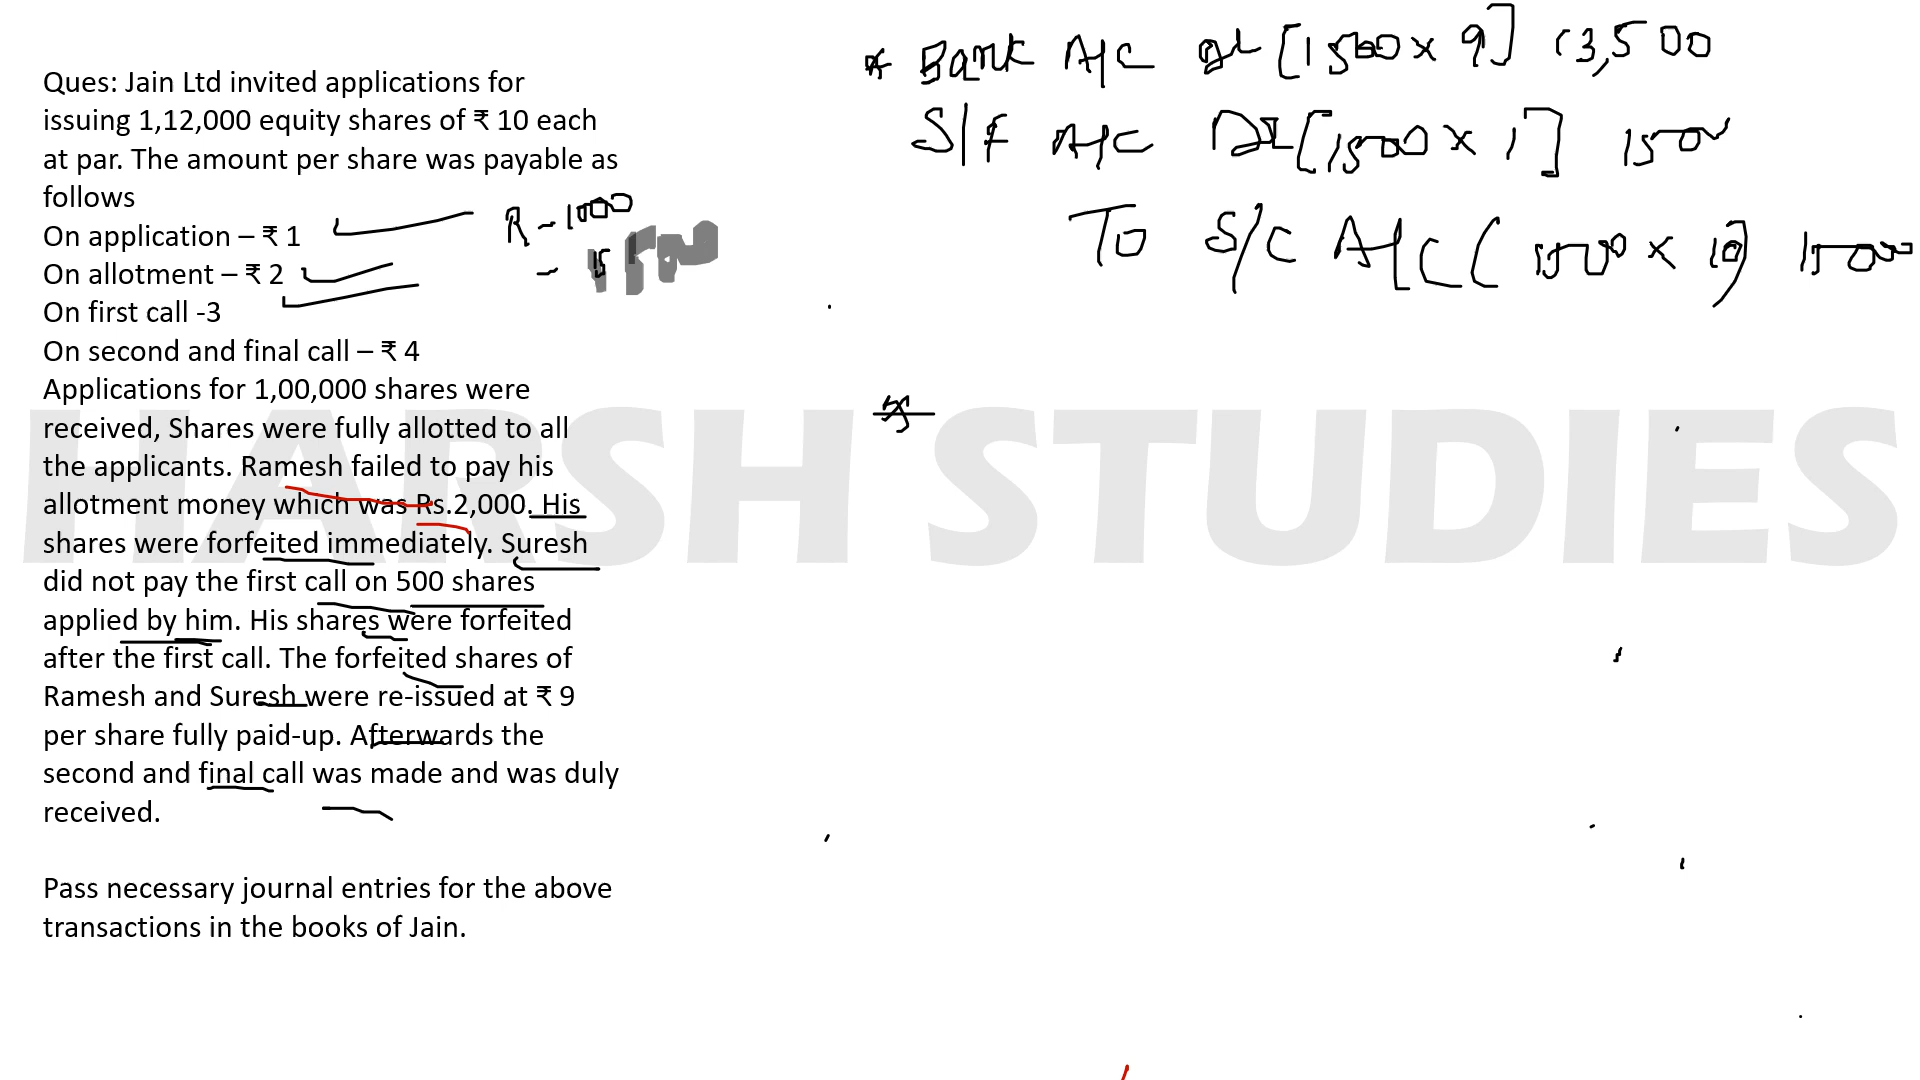 Ques: Jain Ltd invited applications for
issuing 1,12,000 equity shares of ₹ 10 each
at par. The amount per share was payable as
follows
On application – ₹ 1
On allotment – ₹ 2
On first call -3
On second and final call – ₹ 4
Applications for 1,00,000 shares were
received, Shares were fully allotted to all
the applicants. Ramesh failed to pay his
allotment money which was Rs.2,000. His
shares were forfeited immediately. Suresh
did not pay the first call on 500 shares
applied by him. His shares were forfeited
after the first call. The forfeited shares of
Ramesh and Suresh were re-issued at ₹ 9
per share fully paid-up. Afterwards the
second and final call was made and was duly
received.
Pass necessary journal entries for the above
transactions in the books of Jain.
R - 1000
Bank A/C [1500 x 9] 13,500
S/F A/C [1500 x 1] 1500
To S/C A/C (1500 x 10) 15000
HARSH STUDIES